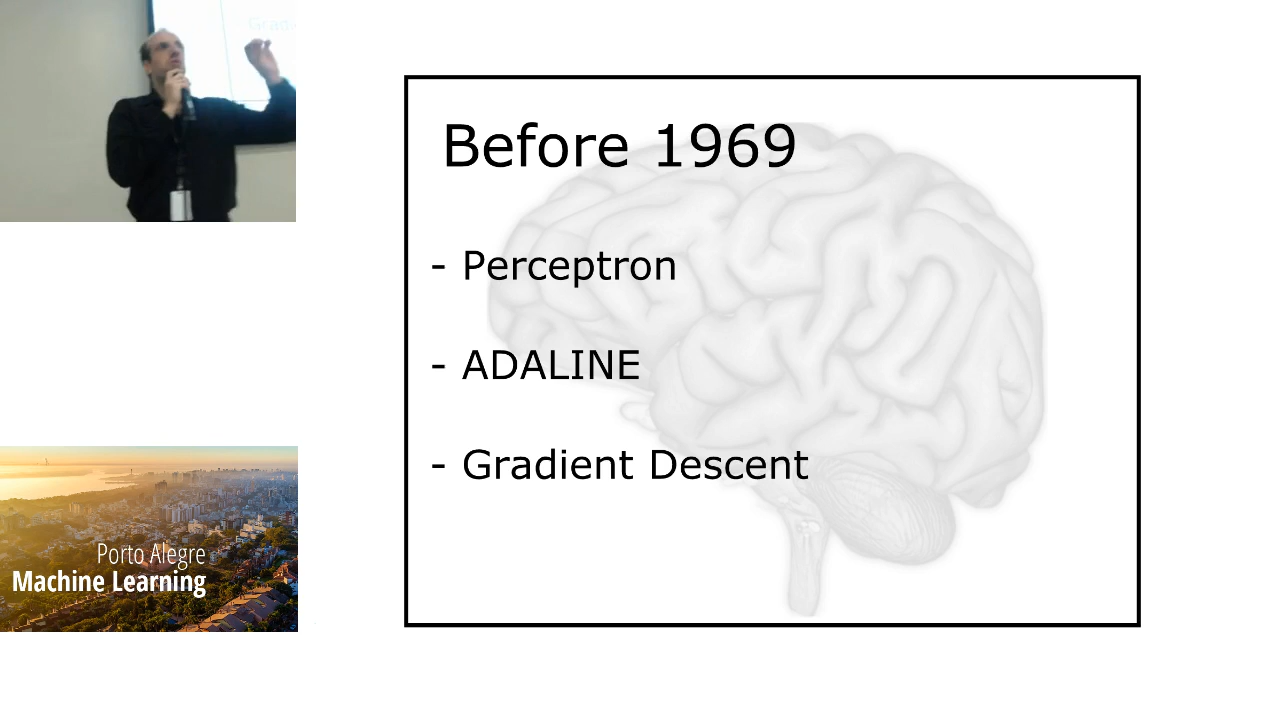 Before 1969
- Perceptron
- ADALINE
- Gradient Descent
Porto Alegre
Machine Learning